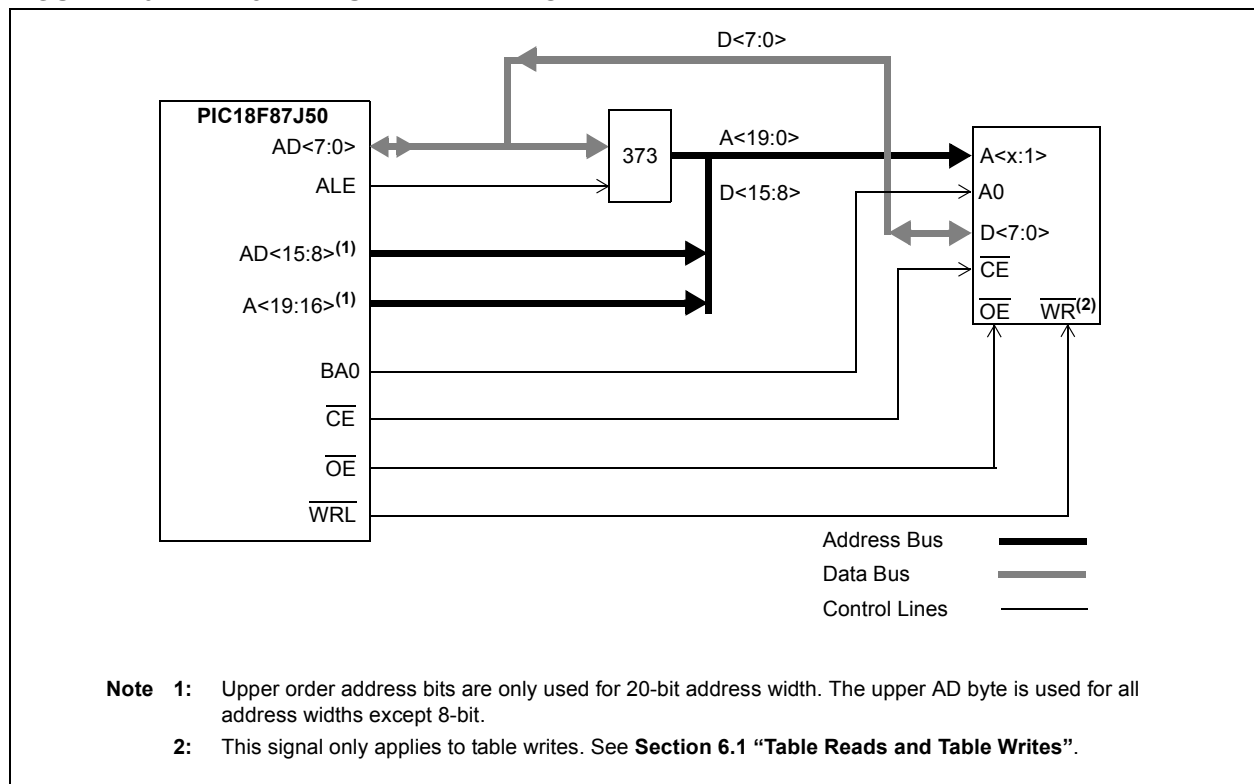 D<7:0>
PIC18F87J50
AD<7:0>
373
A<19:0>
A<x:1>
ALE
D<15:8>
A0
AD<15:8>(1)
D<7:0>
CE
A<19:16>(1)
OE
WR(2)
BA0
CE
OE
WRL
Address Bus
Data Bus
Control Lines
Note 1: Upper order address bits are only used for 20-bit address width. The upper AD byte is used for all
address widths except 8-bit.
2: This signal only applies to table writes. See Section 6.1 “Table Reads and Table Writes”.